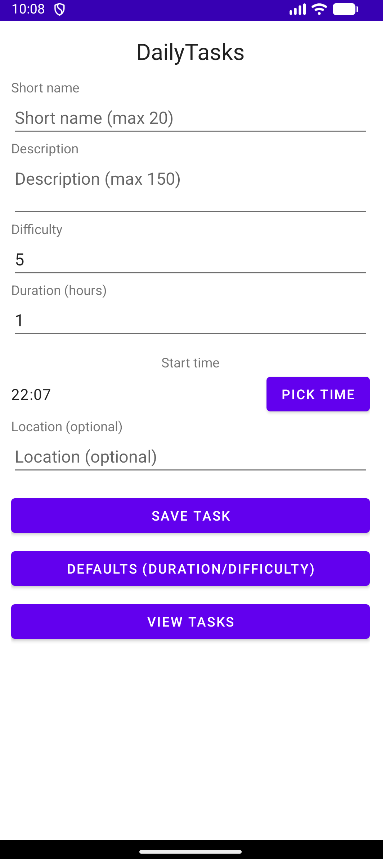 10:08
DailyTasks
Short name
Short name (max 20)
Description
Description (max 150)
Difficulty
5
Duration (hours)
1
Start time
22:07
PICK TIME
Location (optional)
Location (optional)
SAVE TASK
DEFAULTS (DURATION/DIFFICULTY)
VIEW TASKS